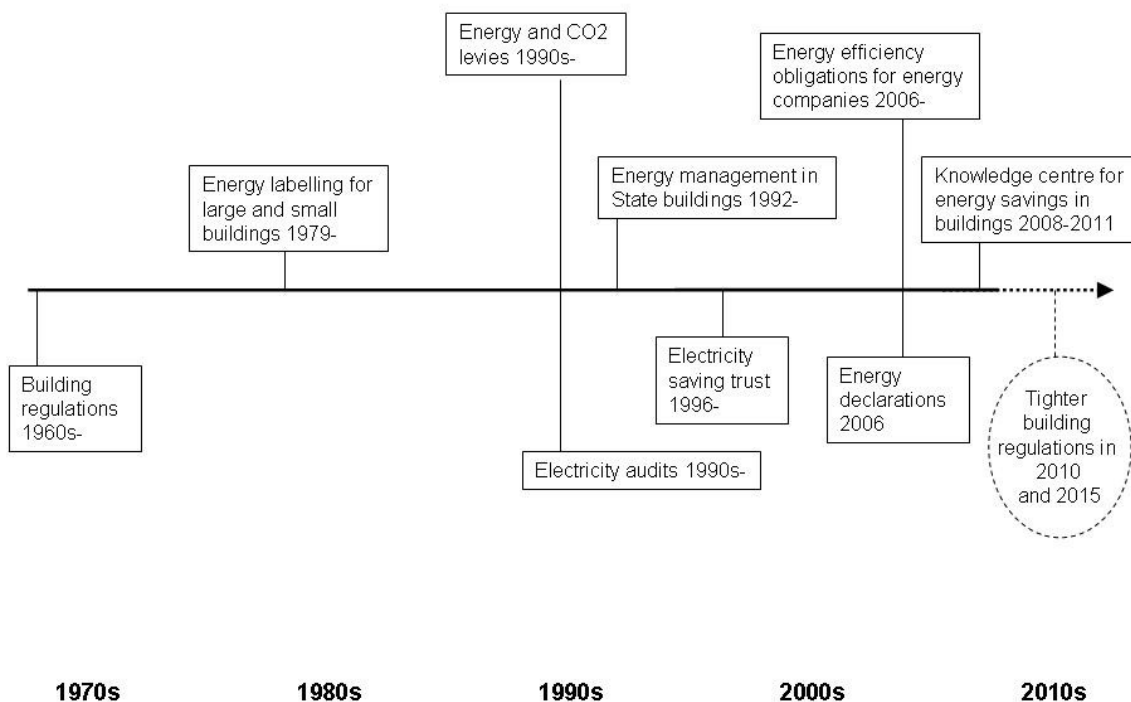 Energy and CO2
levies 1990s-
Energy efficiency
obligations for energy
companies 2006-
Energy labelling for
large and small
buildings 1979-
Energy management in
State buildings 1992-
Knowledge centre for
energy savings in
buildings 2008-2011
Building
regulations
1960s-
Electricity
saving trust
1996-
Energy
declarations
2006
Tighter
building
regulations in
2010
and 2015
Electricity audits 1990s-
1970s
1980s
1990s
2000s
2010s